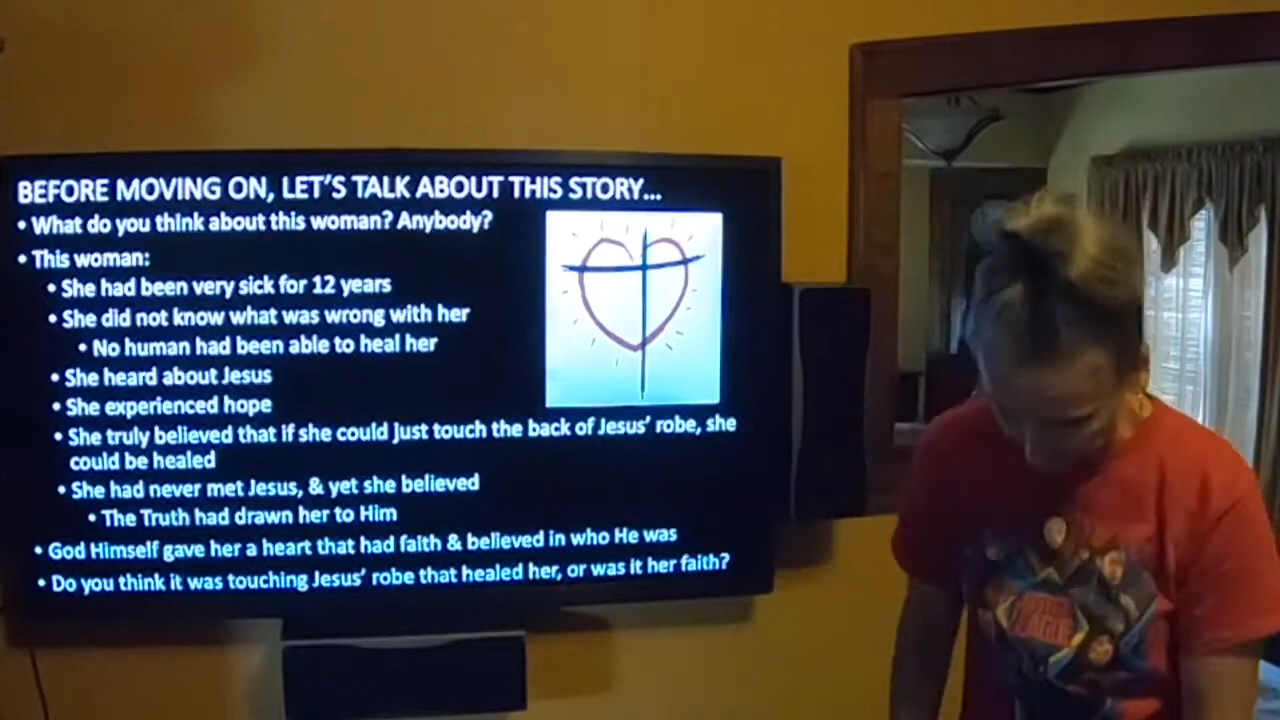 BEFORE MOVING ON, LET'S TALK ABOUT THIS STORY...
• What do you think about this woman? Anybody?
• This woman:
• She had been very sick for 12 years
• She did not know what was wrong with her
• No human had been able to heal her
• She heard about Jesus
• She experienced hope
• She truly believed that if she could just touch the back of Jesus' robe, she
could be healed
• She had never met Jesus, & yet she believed
• The Truth had drawn her to Him
• God Himself gave her a heart that had faith & believed in who He was
• Do you think it was touching Jesus' robe that healed her, or was it her faith?